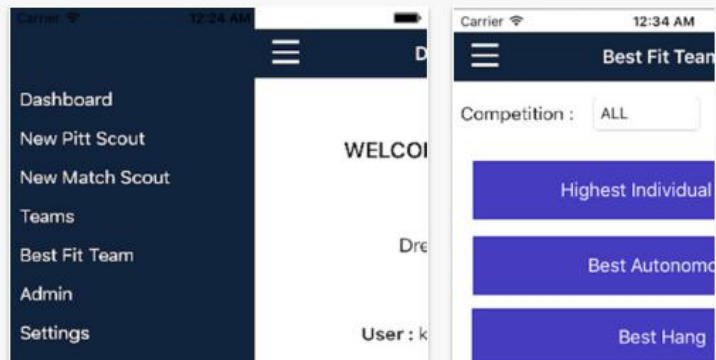 Carrier 12:24 AM
D
Dashboard
New Pitt Scout
New Match Scout
Teams
Best Fit Team
Admin
Settings
WELCO
Dre
User : k
Carrier 12:34 AM
Best Fit Tean
Competition : ALL
Highest Individual
Best Autonomo
Best Hang